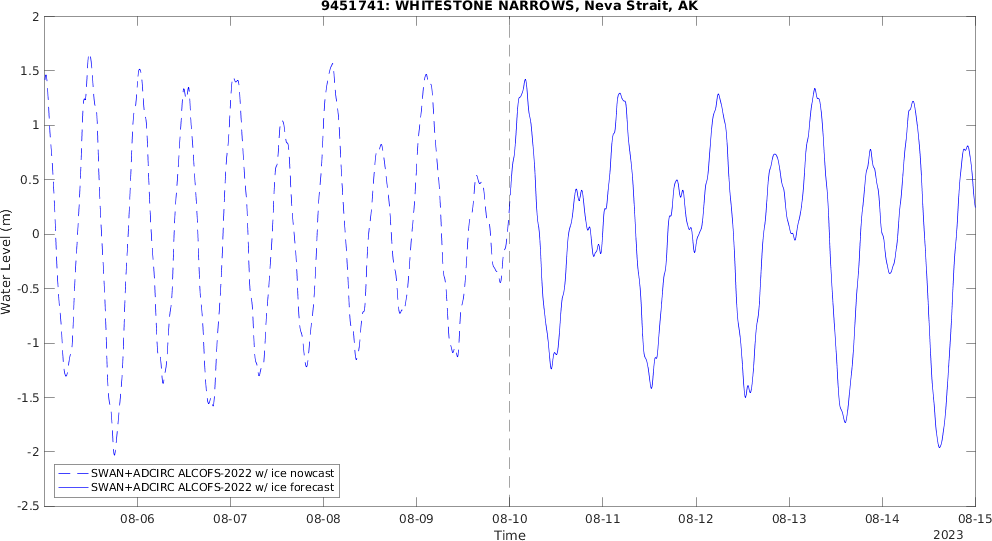 9451741: WHITESTONE NARROWS, Neva Strait, AK
2
1.5
1
0.5
0
-0.5
-1
-1.5
-2
-2.5
Water Level (m)
SWAN+ADCIRC ALCOFS-2022 w/ ice nowcast
SWAN+ADCIRC ALCOFS-2022 w/ ice forecast
08-06 08-07 08-08 08-09 08-10 08-11 08-12 08-13 08-14 08-15
Time
2023